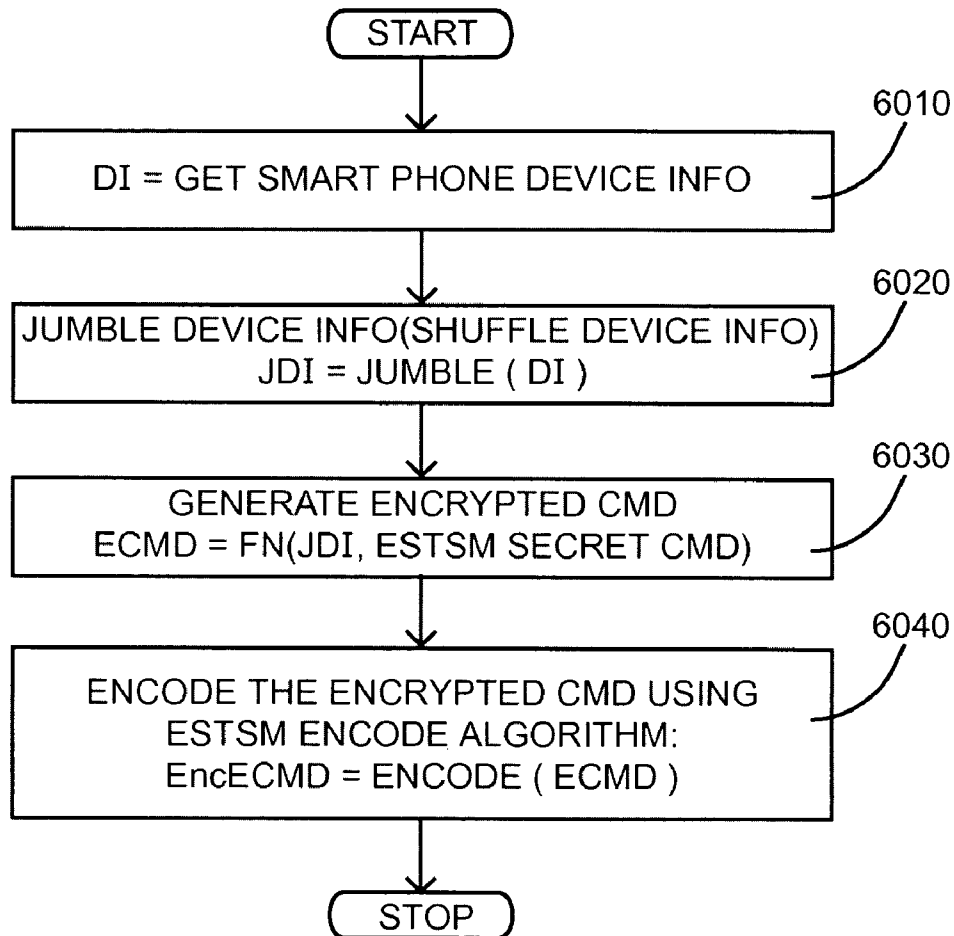 START
6010
DI = GET SMART PHONE DEVICE INFO
6020
JUMBLE DEVICE INFO(SHUFFLE DEVICE INFO)
JDI = JUMBLE ( DI )
6030
GENERATE ENCRYPTED CMD
ECMD = FN(JDI, ESTSM SECRET CMD)
6040
ENCODE THE ENCRYPTED CMD USING
ESTSM ENCODE ALGORITHM:
EncECMD = ENCODE ( ECMD )
STOP